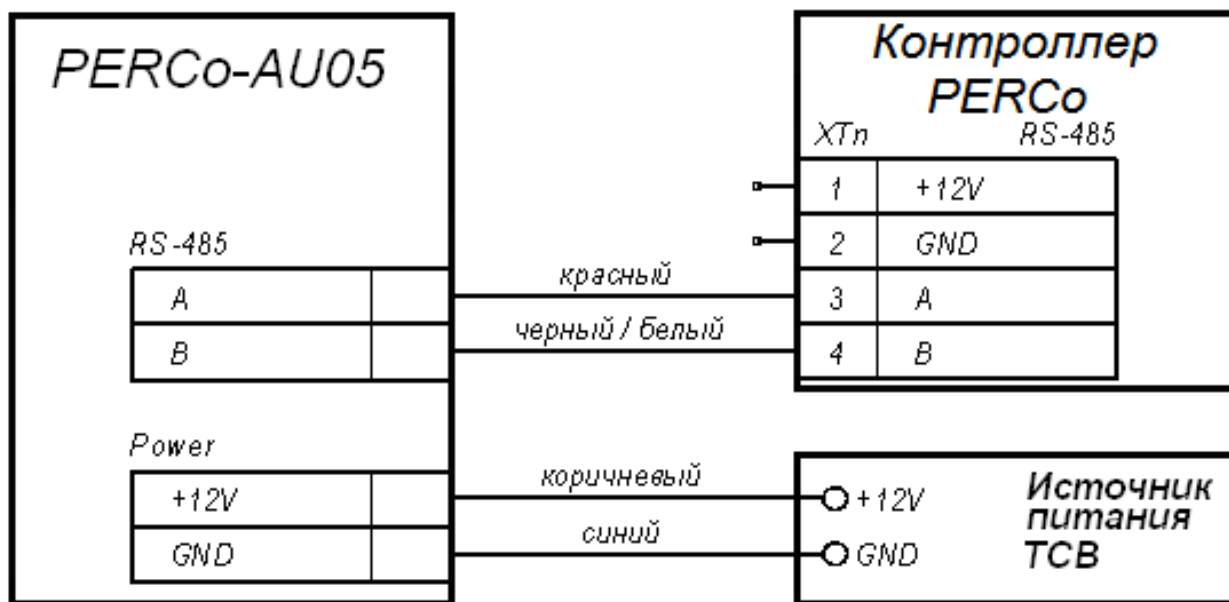 PERCo-AU05
RS-485
A
B
Power
+12V
GND
красный
черный / белый
коричневый
синий
Контроллер
PERCo
XTn RS-485
1 +12V
2 GND
3 A
4 B
+12V
GND
Источник
питания
ТСВ